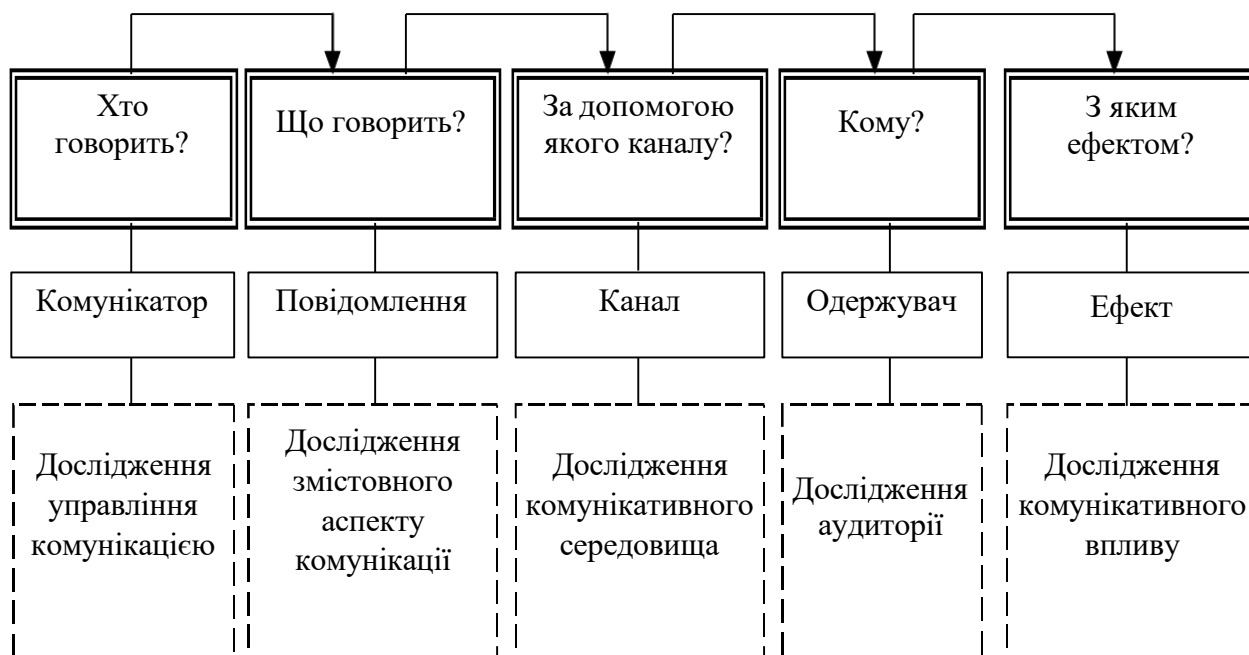 Хто
говорить?
Що говорить?
За допомогою
якого каналу?
Кому?
З яким
ефектом?
Комунікатор
Повідомлення
Канал
Одержувач
Ефект
Дослідження
управління
комунікацією
Дослідження
змістовного
аспекту
комунікації
Дослідження
комунікативного
середовища
Дослідження
аудиторії
Дослідження
комунікативного
впливу